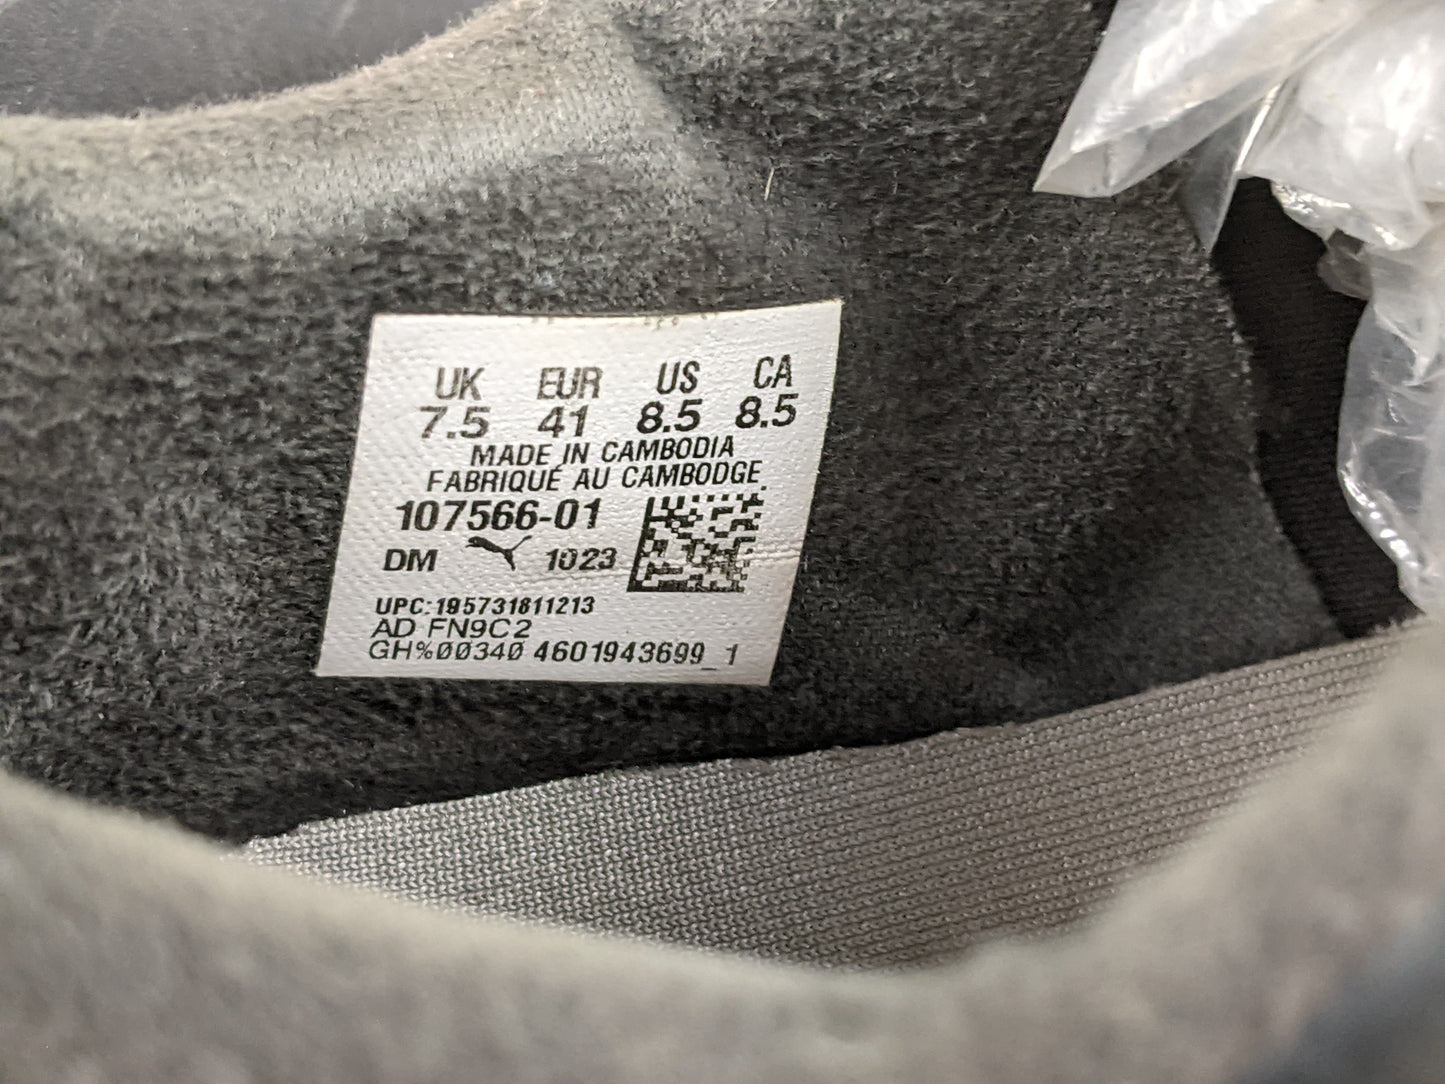 UK EUR US CA
7.5 41 8.5 8.5
MADE IN CAMBODIA
FABRIQUÉ AU CAMBODGE
107566-01
DM 1023
UPC:195731811213
AD FN9C2
GH%00340 4601943699_1